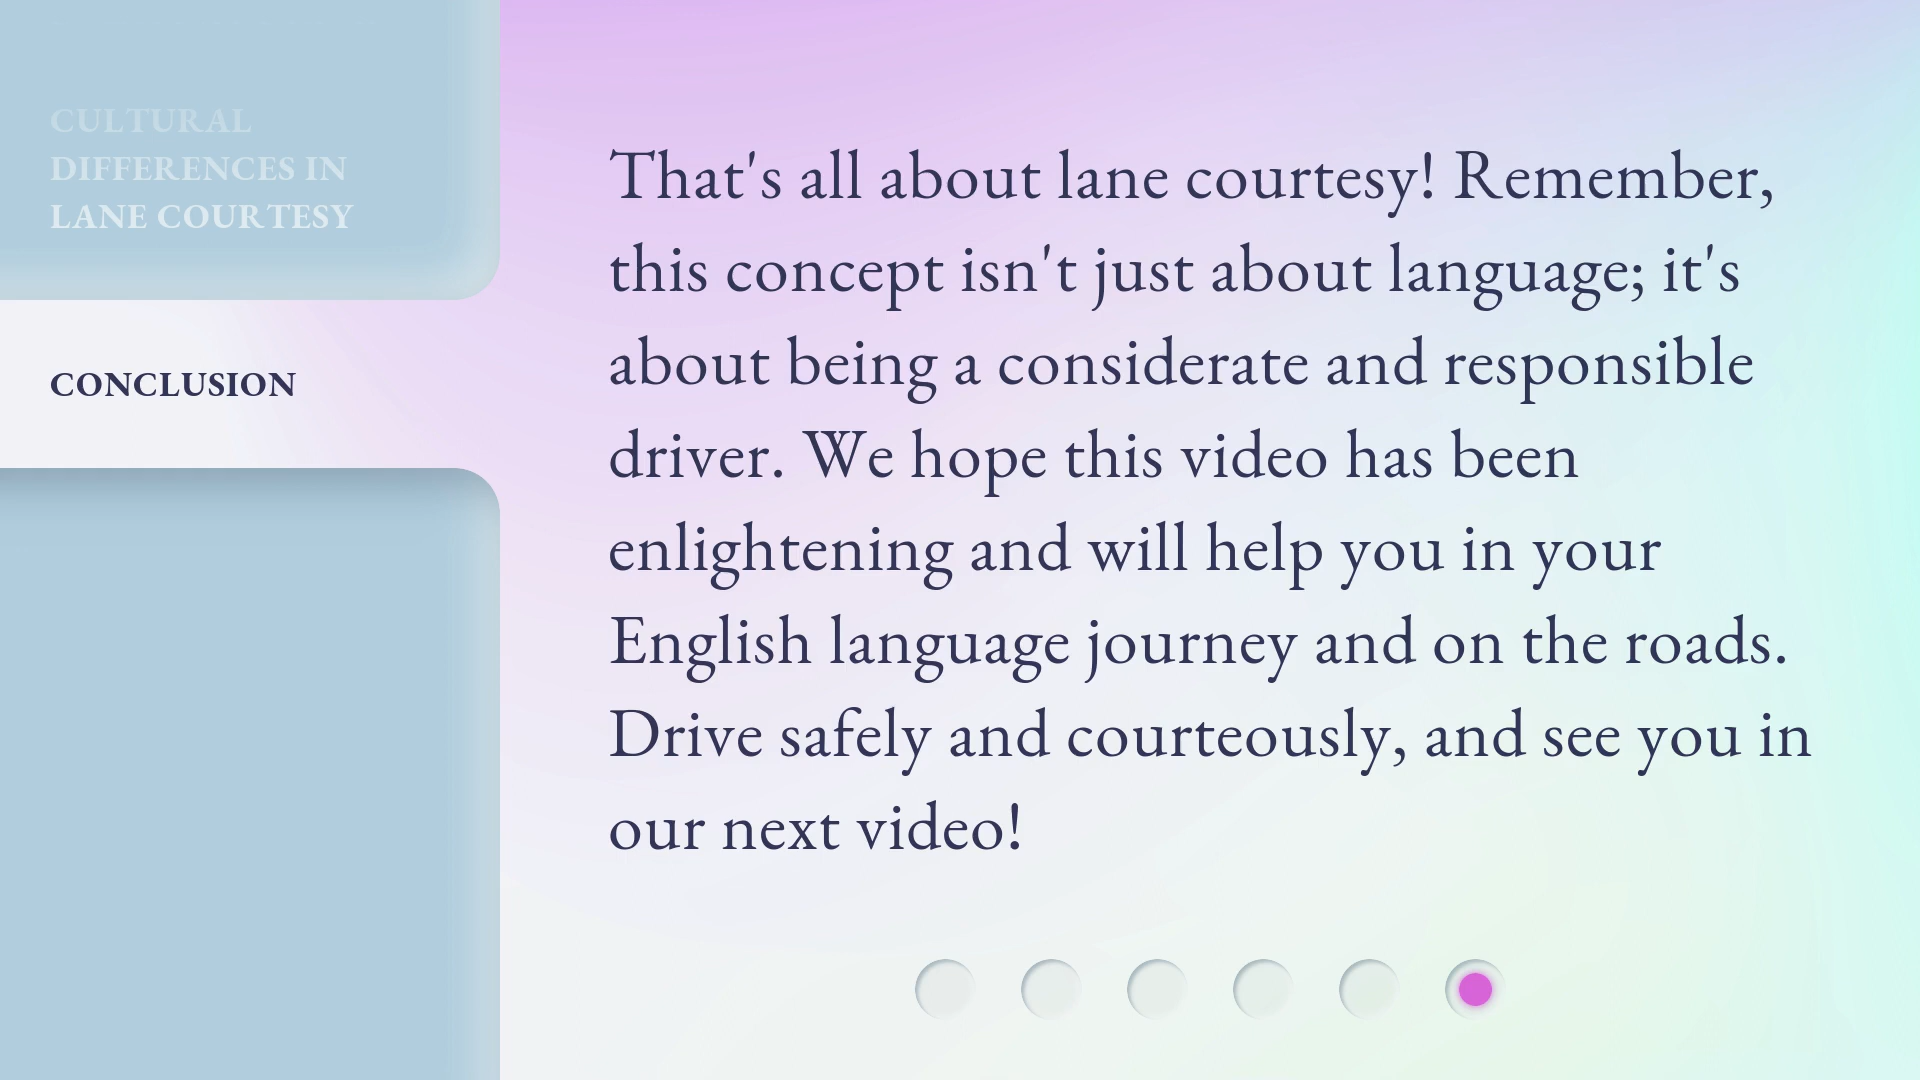 CULTURAL
DIFFERENCES IN
LANE COURTESY
CONCLUSION
That's all about lane courtesy! Remember,
this concept isn't just about language; it's
about being a considerate and responsible
driver. We hope this video has been
enlightening and will help you in your
English language journey and on the roads.
Drive safely and courteously, and see you in
our next video!